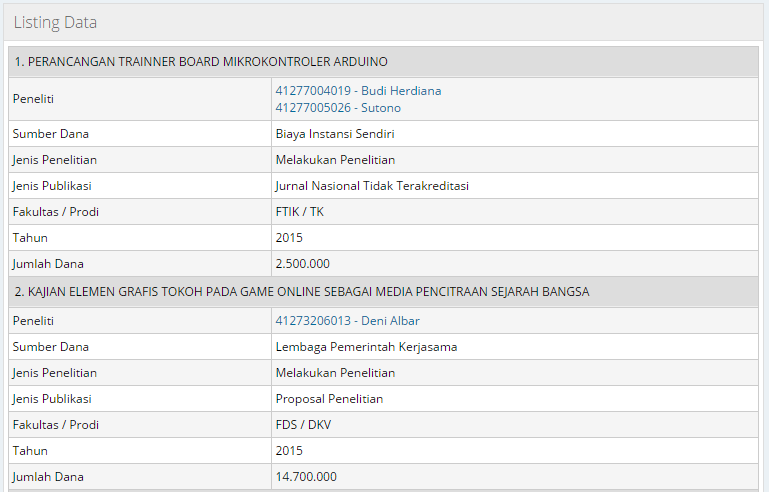 Listing Data
1. PERANCANGAN TRAINNER BOARD MIKROKONTROLER ARDUINO
Peneliti
41277004019 - Budi Herdiana
41277005026 - Sutono
Sumber Dana Biaya Instansi Sendiri
Jenis Penelitian Melakukan Penelitian
Jenis Publikasi Jurnal Nasional Tidak Terakreditasi
Fakultas / Prodi FTIK / TK
Tahun 2015
Jumlah Dana 2.500.000
2. KAJIAN ELEMEN GRAFIS TOKOH PADA GAME ONLINE SEBAGAI MEDIA PENCITRAAN SEJARAH BANGSA
Peneliti 41273206013 - Deni Albar
Sumber Dana Lembaga Pemerintah Kerjasama
Jenis Penelitian Melakukan Penelitian
Jenis Publikasi Proposal Penelitian
Fakultas / Prodi FDS / DKV
Tahun 2015
Jumlah Dana 14.700.000